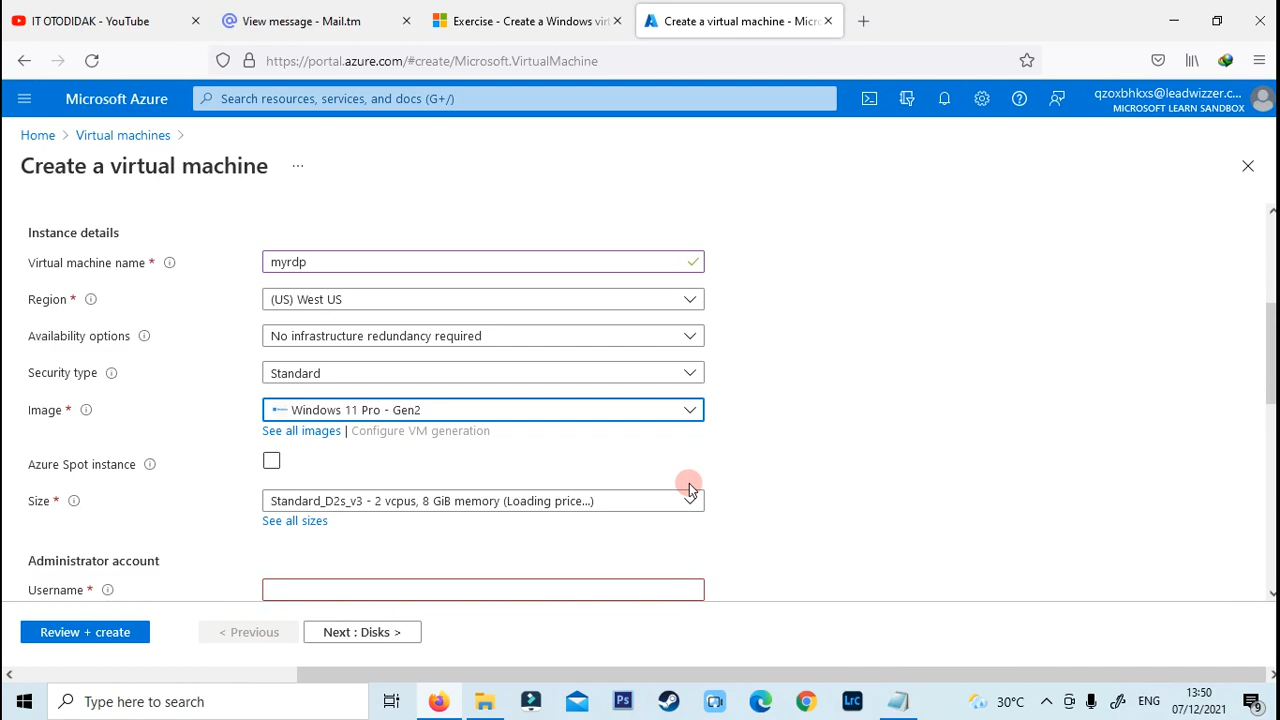 IT OTODIDAK - YouTube
View message - Mail.tm
Exercise - Create a Windows virt
Create a virtual machine - Micro
https://portal.azure.com/#create/Microsoft.VirtualMachine
Microsoft Azure
Search resources, services, and docs (G+/)
qzoxbhkxs@leadwizzer.c...
MICROSOFT LEARN SANDBOX
Home > Virtual machines >
Create a virtual machine ...
Instance details
Virtual machine name * myrdp
Region * (US) West US
Availability options No infrastructure redundancy required
Security type Standard
Image * Windows 11 Pro - Gen2
See all images | Configure VM generation
Azure Spot instance
Size * Standard_D2s_v3 - 2 vcpus, 8 GiB memory (Loading price...)
See all sizes
Administrator account
Username *
Review + create < Previous Next : Disks >
Type here to search
Ps
Lrc
30°C
ENG
13:50
07/12/2021
9